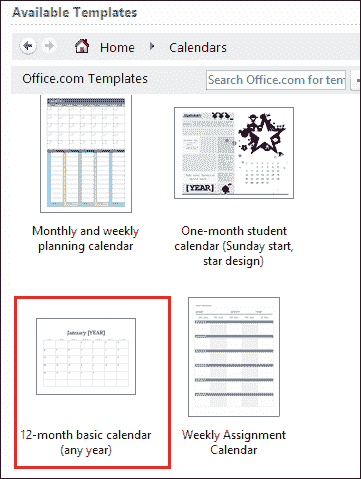 Available Templates
Home
Calendars
Office.com Templates
Search Office.com for tem
[YEAR]
Monthly and weekly
planning calendar
One-month student
calendar (Sunday start,
star design)
January [YEAR]
12-month basic calendar
(any year)
Weekly Assignment
Calendar